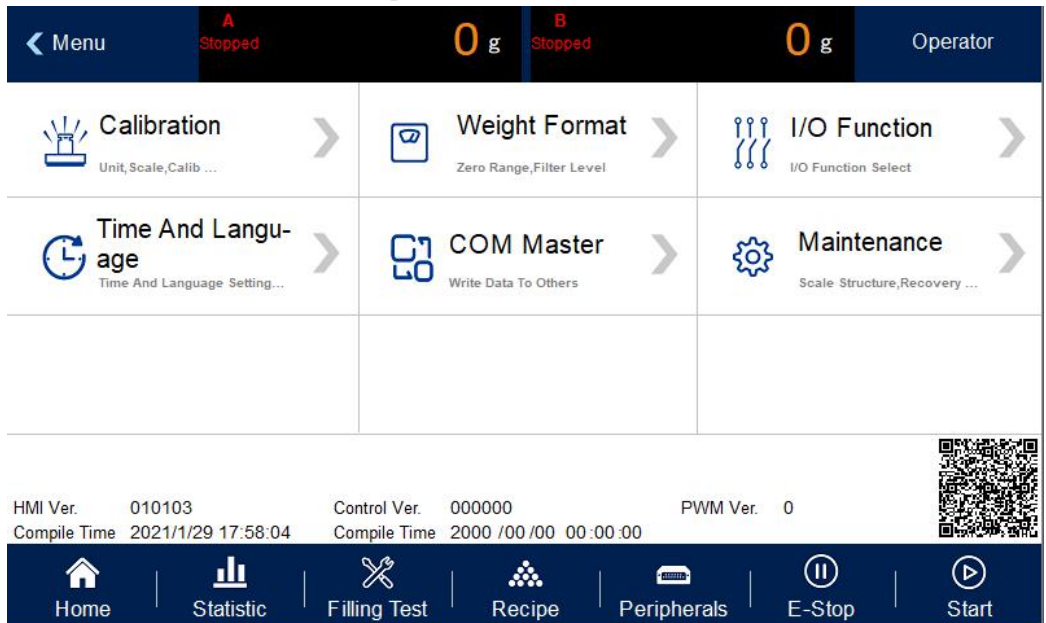 Menu
A
Stopped
0 g
B
Stopped
0 g
Operator
Calibration
Unit,Scale,Calib ...
Weight Format
Zero Range,Filter Level
I/O Function
I/O Function Select
Time And Langu-
age
Time And Language Setting...
COM Master
Write Data To Others
Maintenance
Scale Structure,Recovery ...
HMI Ver. 010103
Control Ver. 000000
PWM Ver. 0
Compile Time 2021/1/29 17:58:04
Compile Time 2000 /00 /00 00:00:00
Home
Statistic
Filling Test
Recipe
Peripherals
E-Stop
Start